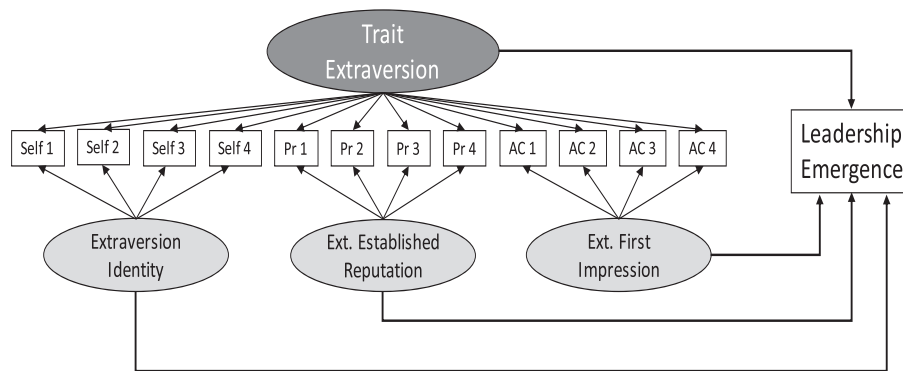 Trait
Extraversion
Self 1
Self 2
Self 3
Self 4
Pr 1
Pr 2
Pr 3
Pr 4
AC 1
AC 2
AC 3
AC 4
Leadership
Emergence
Extraversion
Identity
Ext. Established
Reputation
Ext. First
Impression